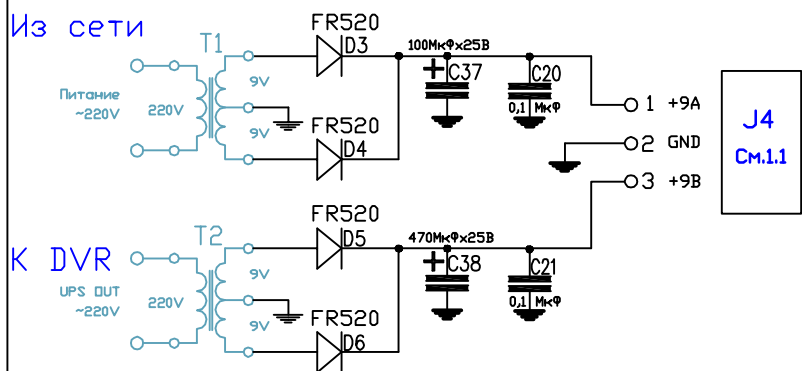 Из сети
T1
Питание
~220V
220V
9V
9V
FR520
D3
FR520
D4
100МкФх25В
C37
C20
0,1 МкФ
1 +9A
2 GND
3 +9B
J4
См.1.1
К DVR
T2
UPS OUT
~220V
220V
9V
9V
FR520
D5
FR520
D6
470МкФх25В
C38
C21
0,1 МкФ